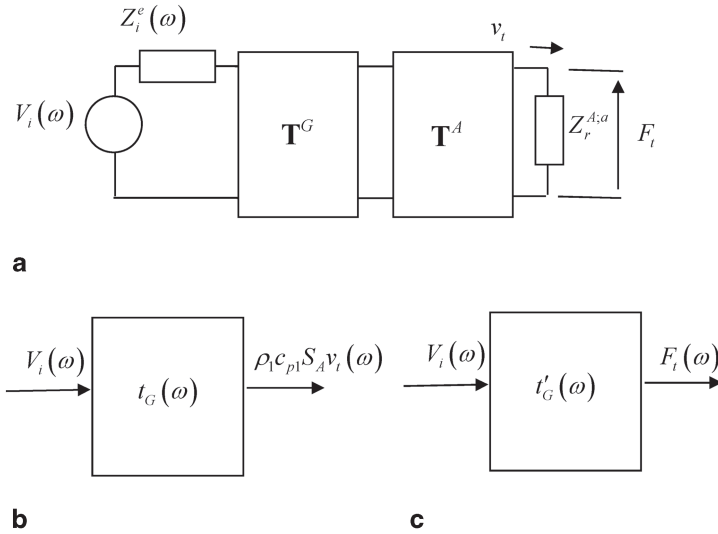 Z_i^e(ω)
v_t
V_i(ω)
T^G
T^A
Z_r^{A;a}
F_t
a
V_i(ω)
t_G(ω)
ρ_1c_{p1}S_Av_t(ω)
V_i(ω)
t'_G(ω)
F_t(ω)
b
c